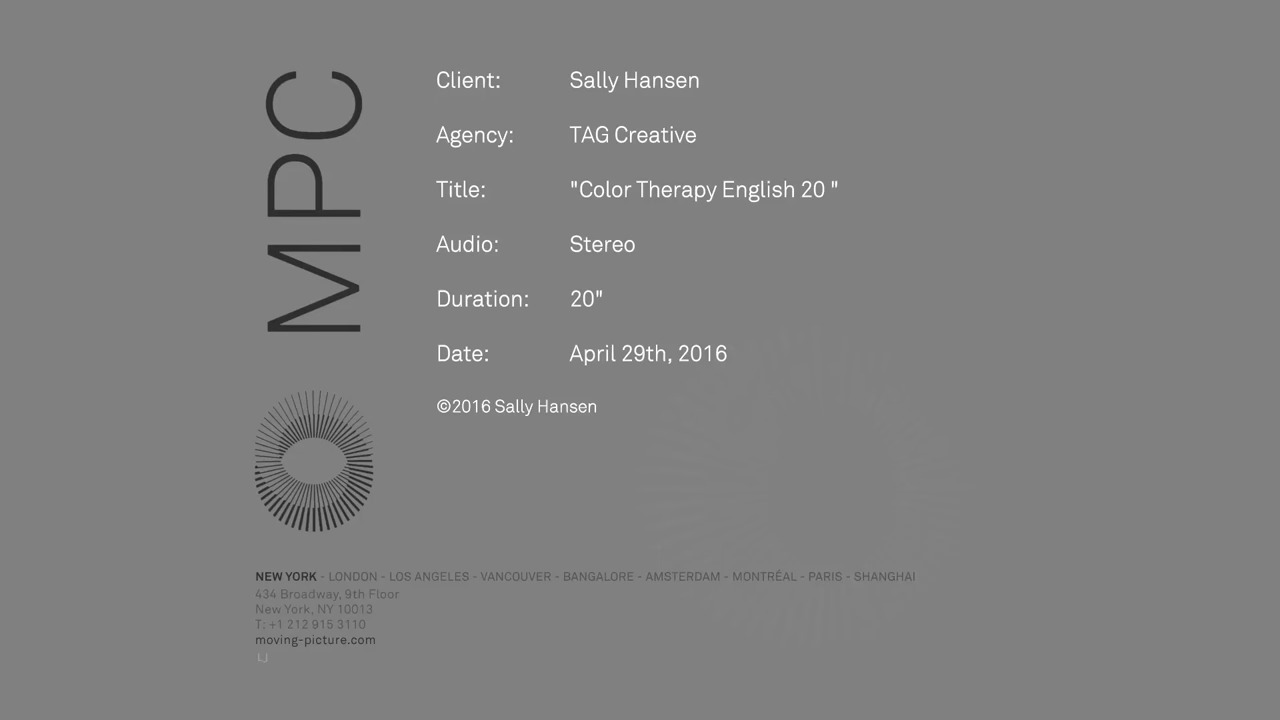 MPC
Client: Sally Hansen
Agency: TAG Creative
Title: "Color Therapy English 20 "
Audio: Stereo
Duration: 20"
Date: April 29th, 2016
©2016 Sally Hansen
NEW YORK - LONDON - LOS ANGELES - VANCOUVER - BANGALORE - AMSTERDAM - MONTRÉAL - PARIS - SHANGHAI
434 Broadway, 9th Floor
New York, NY 10013
T: +1 212 915 3110
moving-picture.com
LJ